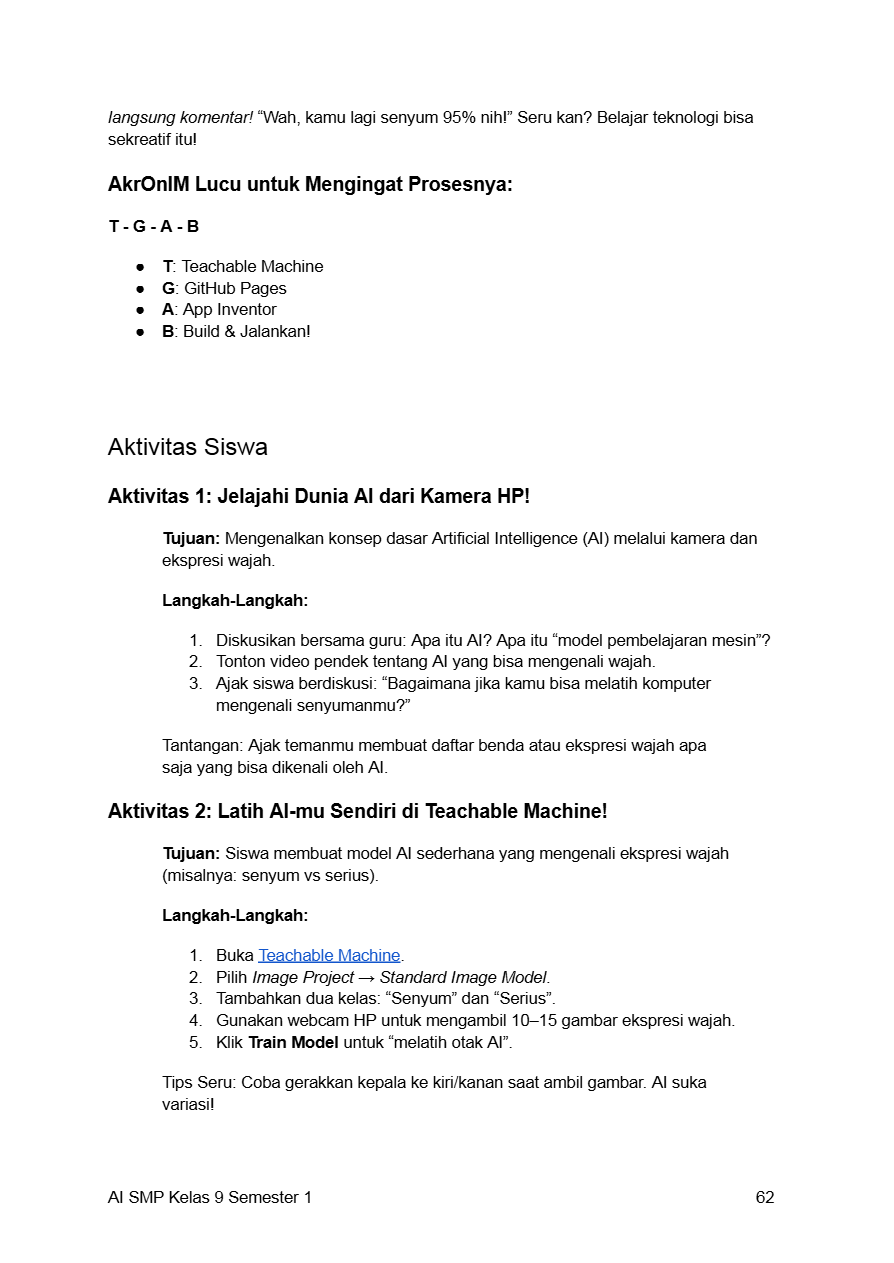 langsung komentar! “Wah, kamu lagi senyum 95% nih!” Seru kan? Belajar teknologi bisa
sekreatif itu!
AkrOnIM Lucu untuk Mengingat Prosesnya:
T - G - A - B
● T: Teachable Machine
● G: GitHub Pages
● A: App Inventor
● B: Build & Jalankan!
Aktivitas Siswa
Aktivitas 1: Jelajahi Dunia AI dari Kamera HP!
Tujuan: Mengenalkan konsep dasar Artificial Intelligence (AI) melalui kamera dan
ekspresi wajah.
Langkah-Langkah:
1. Diskusikan bersama guru: Apa itu AI? Apa itu “model pembelajaran mesin”?
2. Tonton video pendek tentang AI yang bisa mengenali wajah.
3. Ajak siswa berdiskusi: “Bagaimana jika kamu bisa melatih komputer
mengenali senyumanmu?”
Tantangan: Ajak temanmu membuat daftar benda atau ekspresi wajah apa
saja yang bisa dikenali oleh AI.
Aktivitas 2: Latih AI-mu Sendiri di Teachable Machine!
Tujuan: Siswa membuat model AI sederhana yang mengenali ekspresi wajah
(misalnya: senyum vs serius).
Langkah-Langkah:
1. Buka Teachable Machine.
2. Pilih Image Project → Standard Image Model.
3. Tambahkan dua kelas: “Senyum” dan “Serius”.
4. Gunakan webcam HP untuk mengambil 10–15 gambar ekspresi wajah.
5. Klik Train Model untuk “melatih otak AI”.
Tips Seru: Coba gerakkan kepala ke kiri/kanan saat ambil gambar. AI suka
variasi!
AI SMP Kelas 9 Semester 1 62